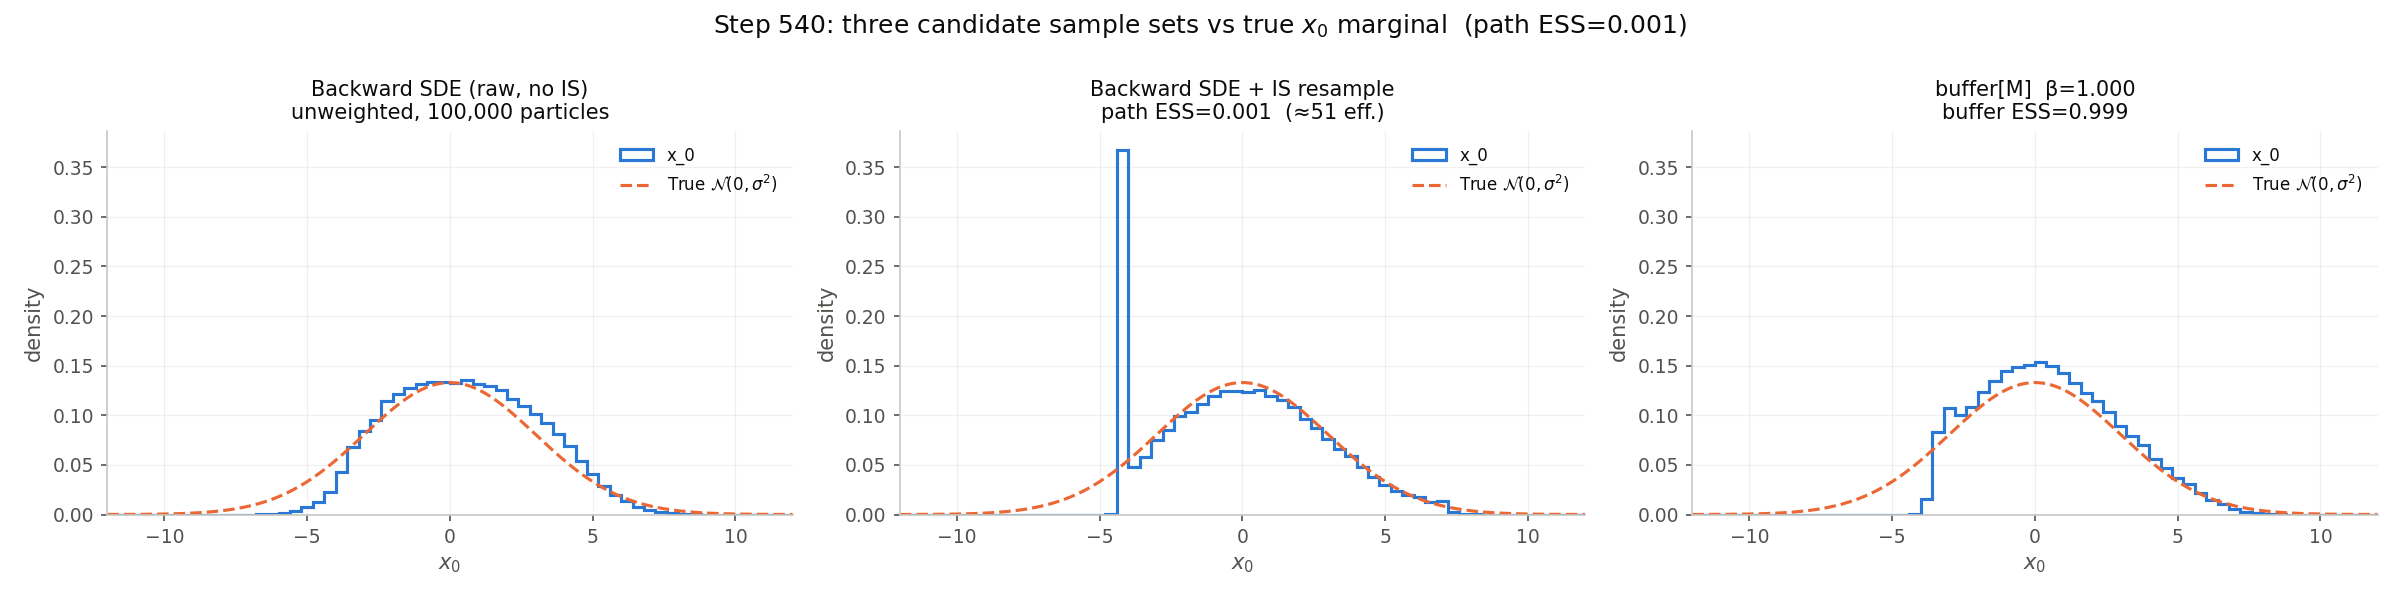 Step 540: three candidate sample sets vs true x₀ marginal (path ESS=0.001)
Backward SDE (raw, no IS)
unweighted, 100,000 particles
x_0
True 𝒩(0, σ²)
0.35
0.30
0.25
0.20
0.15
0.10
0.05
0.00
density
−10
−5
0
5
10
x₀
Backward SDE + IS resample
path ESS=0.001 (≈51 eff.)
x_0
True 𝒩(0, σ²)
0.35
0.30
0.25
0.20
0.15
0.10
0.05
0.00
density
−10
−5
0
5
10
x₀
buffer[M] β=1.000
buffer ESS=0.999
x_0
True 𝒩(0, σ²)
0.35
0.30
0.25
0.20
0.15
0.10
0.05
0.00
density
−10
−5
0
5
10
x₀